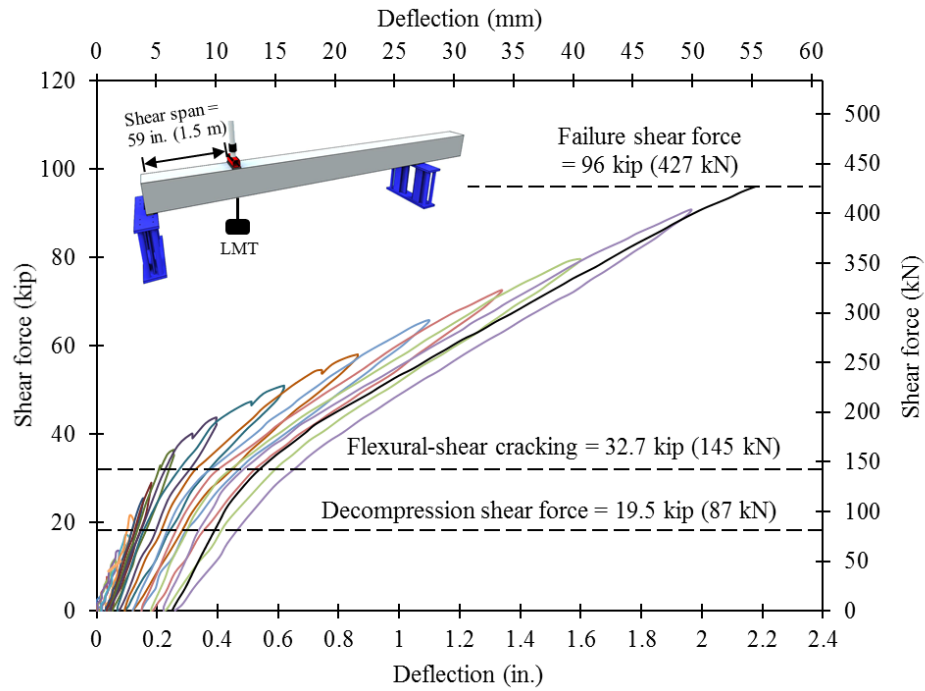 Deflection (mm)
0 5 10 15 20 25 30 35 40 45 50 55 60
120
100
80
60
40
20
0
Shear force (kip)
Shear span =
59 in. (1.5 m)
LMT
Failure shear force
= 96 kip (427 kN)
Flexural-shear cracking = 32.7 kip (145 kN)
Decompression shear force = 19.5 kip (87 kN)
500
450
400
350
300
250
200
150
100
50
0
Shear force (kN)
0 0.2 0.4 0.6 0.8 1 1.2 1.4 1.6 1.8 2 2.2 2.4
Deflection (in.)